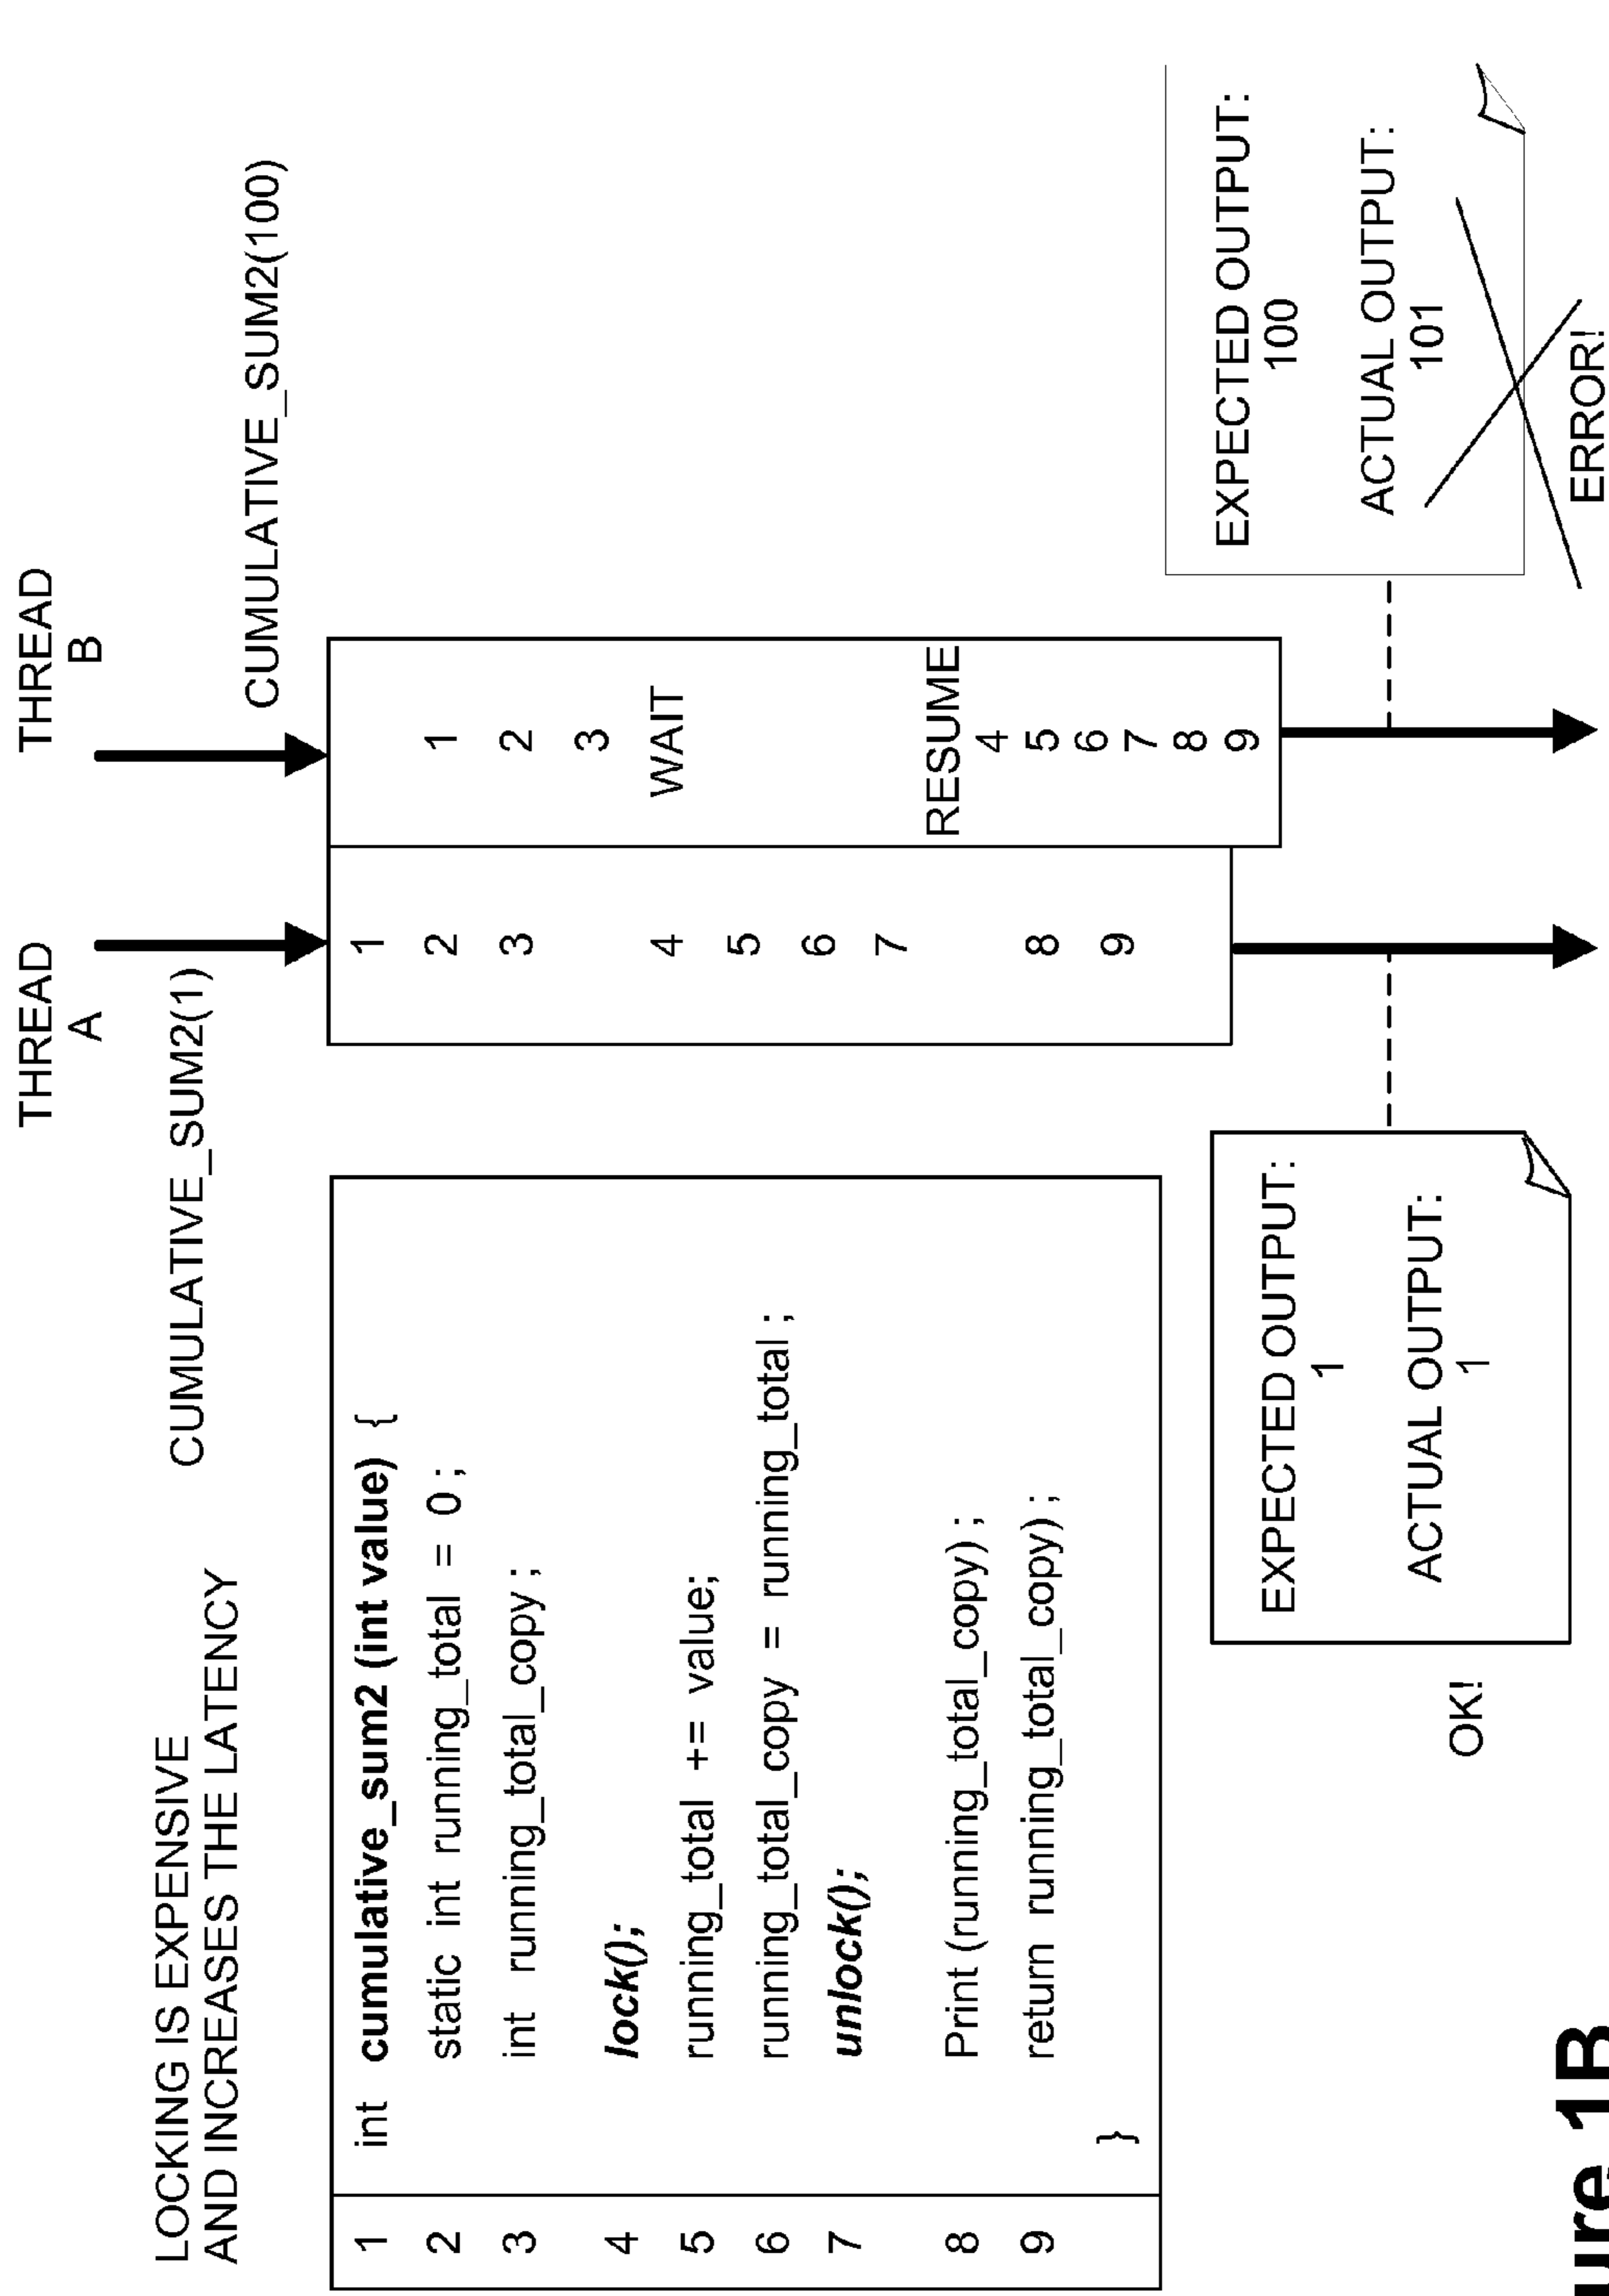 LOCKING IS EXPENSIVE
AND INCREASES THE LATENCY
THREAD
A
CUMULATIVE_SUM2(1)
THREAD
B
CUMULATIVE_SUM2(100)
1 int cumulative_sum2 (int value) {
2 static int running_total = 0 ;
3 int running_total_copy ;
4 lock();
5 running_total += value;
6 running_total_copy = running_total ;
7 unlock();
8 Print (running_total_copy) ;
9 return running_total_copy) ;
}
1
2
3
4
5
6
7
8
9
1
2
3
WAIT
RESUME
4
5
6
7
8
9
EXPECTED OUTPUT:
1
ACTUAL OUTPUT:
1
OK!
EXPECTED OUTPUT:
100
ACTUAL OUTPUT:
101
ERROR!
ure 1B